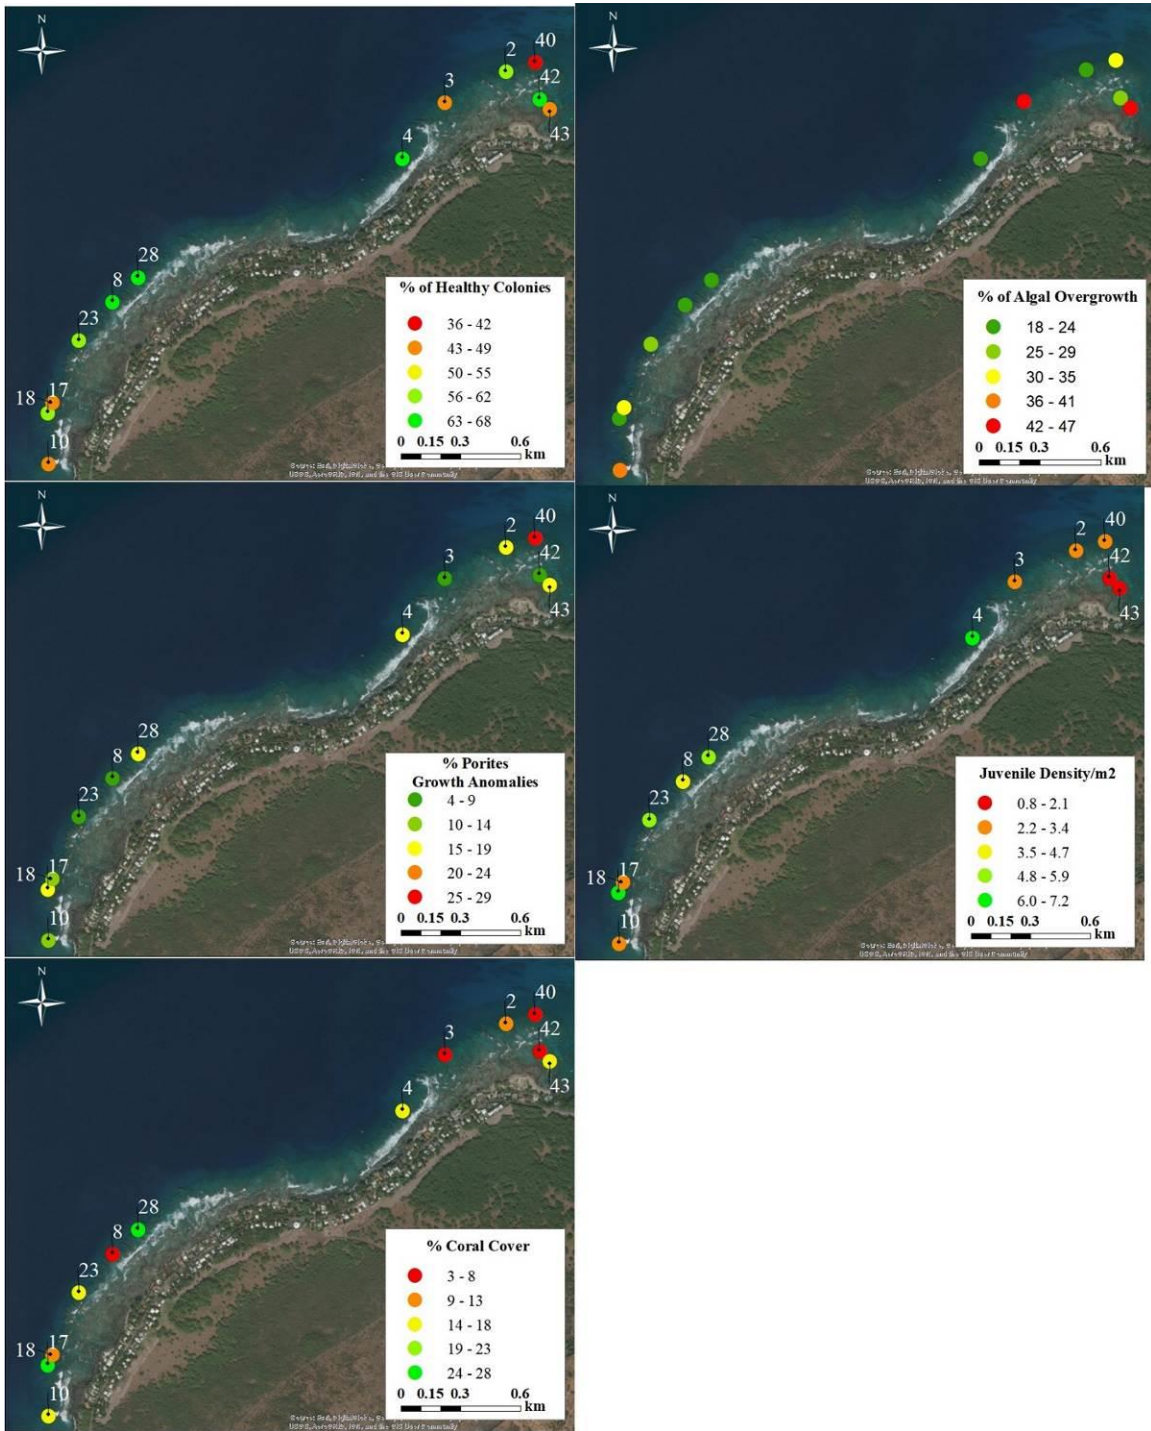 N
40
2
42
3
43
4
28
8
23
17
18
10
% of Healthy Colonies
36 - 42
43 - 49
50 - 55
56 - 62
63 - 68
0 0.15 0.3 0.6
km
% of Algal Overgrowth
18 - 24
25 - 29
30 - 35
36 - 41
42 - 47
0 0.15 0.3 0.6
km
N
40
2
42
3
43
4
28
8
23
17
18
10
% Porites
Growth Anomalies
4 - 9
10 - 14
15 - 19
20 - 24
25 - 29
0 0.15 0.3 0.6
km
N
40
2
42
3
43
4
28
8
23
17
18
10
Juvenile Density/m2
0.8 - 2.1
2.2 - 3.4
3.5 - 4.7
4.8 - 5.9
6.0 - 7.2
0 0.15 0.3 0.6
km
N
40
2
42
3
43
4
28
8
23
17
18
10
% Coral Cover
3 - 8
9 - 13
14 - 18
19 - 23
24 - 28
0 0.15 0.3 0.6
km